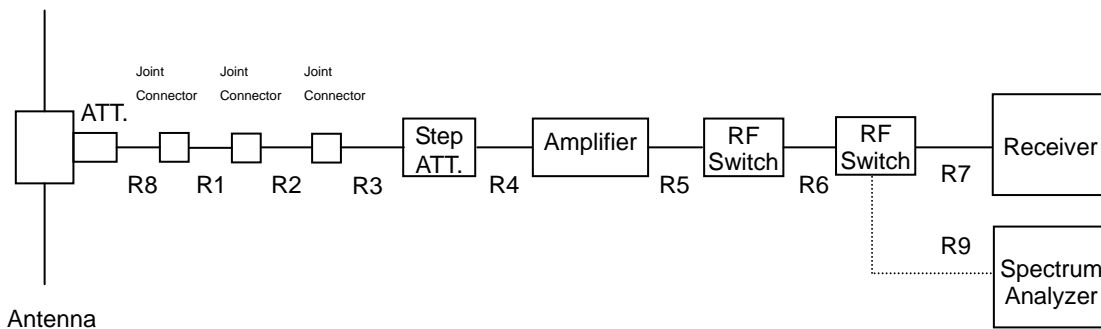 Joint
Connector
Joint
Connector
Joint
Connector
ATT.
Step
ATT.
Amplifier
RF
Switch
RF
Switch
Receiver
R8
R1
R2
R3
R4
R5
R6
R7
R9
Spectrum
Analyzer
Antenna